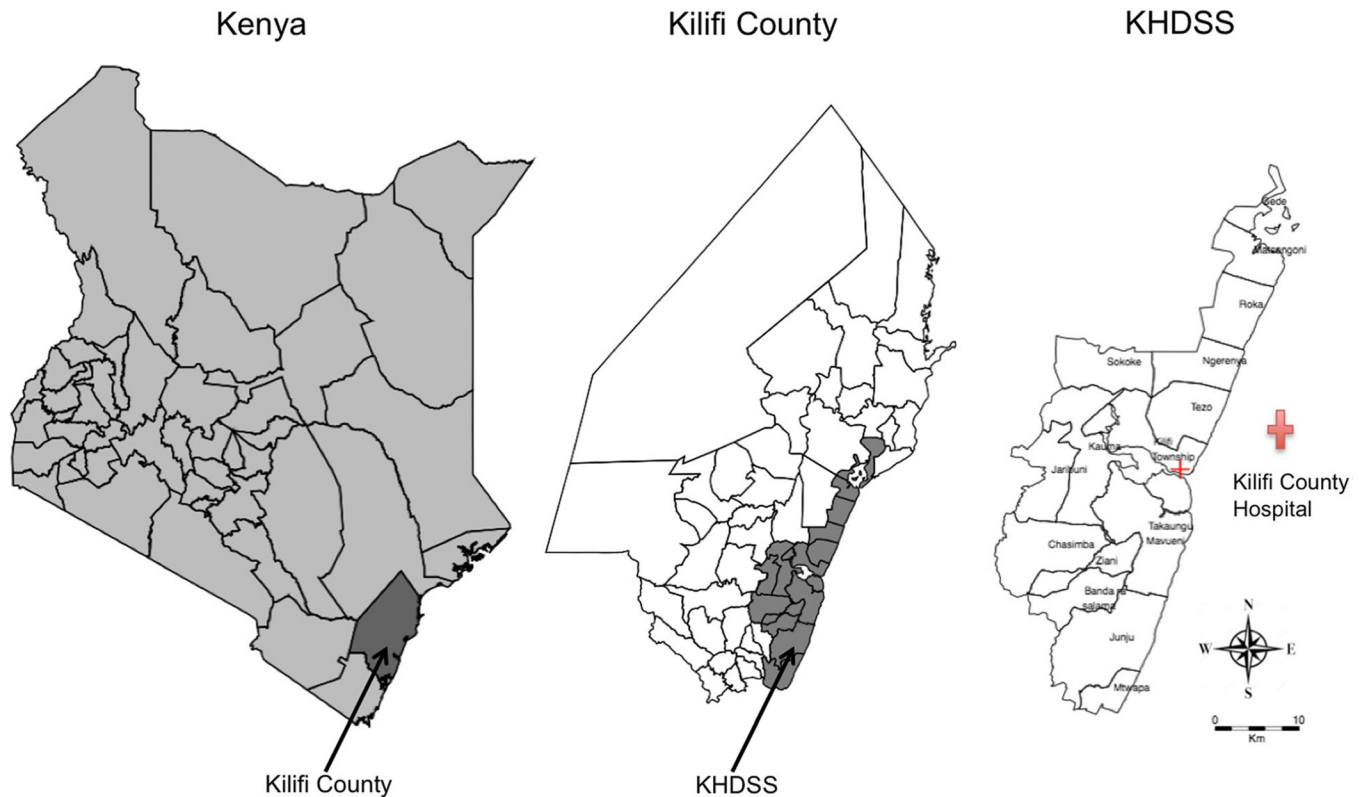 Kenya
Kilifi County
KHDSS
Gede
Matsangoni
Roka
Sokoke
Ngerenya
Tezo
Kauma
Kilifi
Township
Jaribuni
Kilifi County
Hospital
Takaungu
Mavueni
Chasimba
Ziani
Banda ra
salama
Junju
Mtwapa
N
W
E
S
0
10
Km
Kilifi County
KHDSS